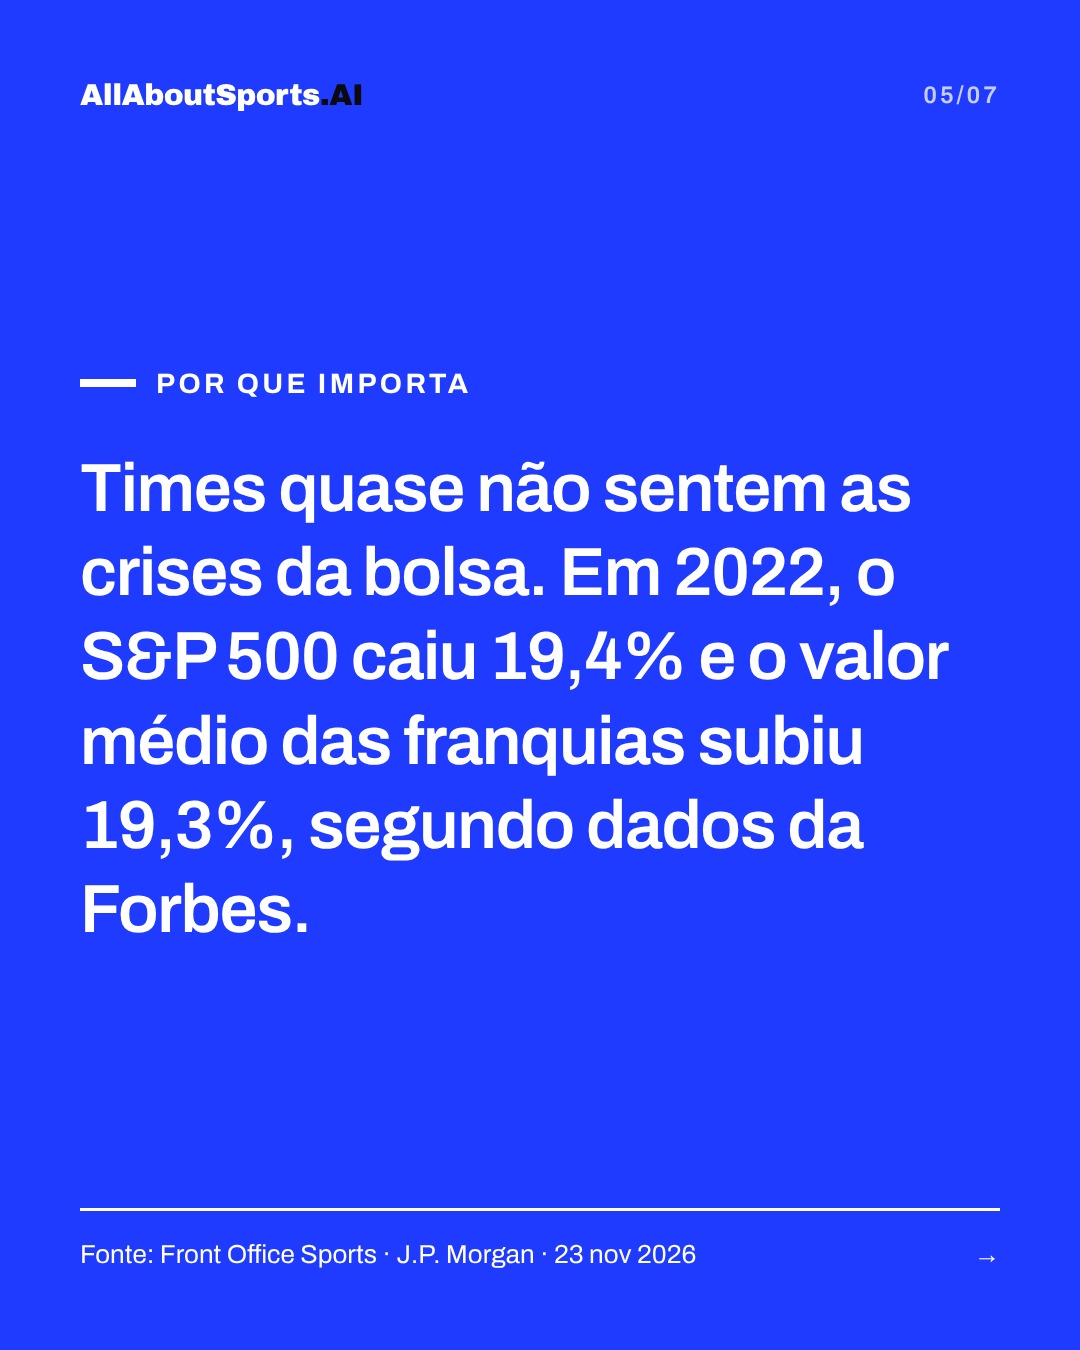 AllAboutSports.AI
05/07
POR QUE IMPORTA
Times quase não sentem as
crises da bolsa. Em 2022, o
S&P 500 caiu 19,4% e o valor
médio das franquias subiu
19,3%, segundo dados da
Forbes.
Fonte: Front Office Sports · J.P. Morgan · 23 nov 2026
→